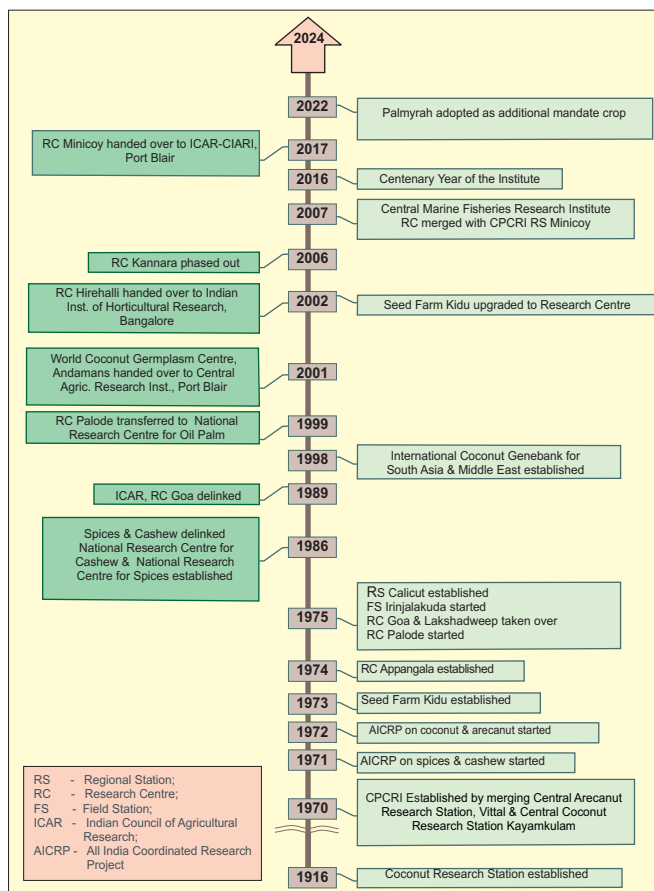 2024
2022
Palmyrah adopted as additional mandate crop
RC Minicoy handed over to ICAR-CIARI,
Port Blair
2017
2016
Centenary Year of the Institute
2007
Central Marine Fisheries Research Institute
RC merged with CPCRI RS Minicoy
RC Kannara phased out
2006
RC Hirehalli handed over to Indian
Inst. of Horticultural Research,
Bangalore
2002
Seed Farm Kidu upgraded to Research Centre
World Coconut Germplasm Centre,
Andamans handed over to Central
Agric. Research Inst., Port Blair
2001
RC Palode transferred to National
Research Centre for Oil Palm
1999
1998
International Coconut Genebank for
South Asia & Middle East established
ICAR, RC Goa delinked
1989
Spices & Cashew delinked
National Research Centre for
Cashew & National Research
Centre for Spices established
1986
1975
RS Calicut established
FS Irinjalakuda started
RC Goa & Lakshadweep taken over
RC Palode started
1974
RC Appangala established
1973
Seed Farm Kidu established
1972
AICRP on coconut & arecanut started
1971
AICRP on spices & cashew started
1970
CPCRI Established by merging Central Arecanut
Research Station, Vittal & Central Coconut
Research Station Kayamkulam
1916
Coconut Research Station established
RS - Regional Station;
RC - Research Centre;
FS - Field Station;
ICAR - Indian Council of Agricultural
Research;
AICRP - All India Coordinated Research
Project